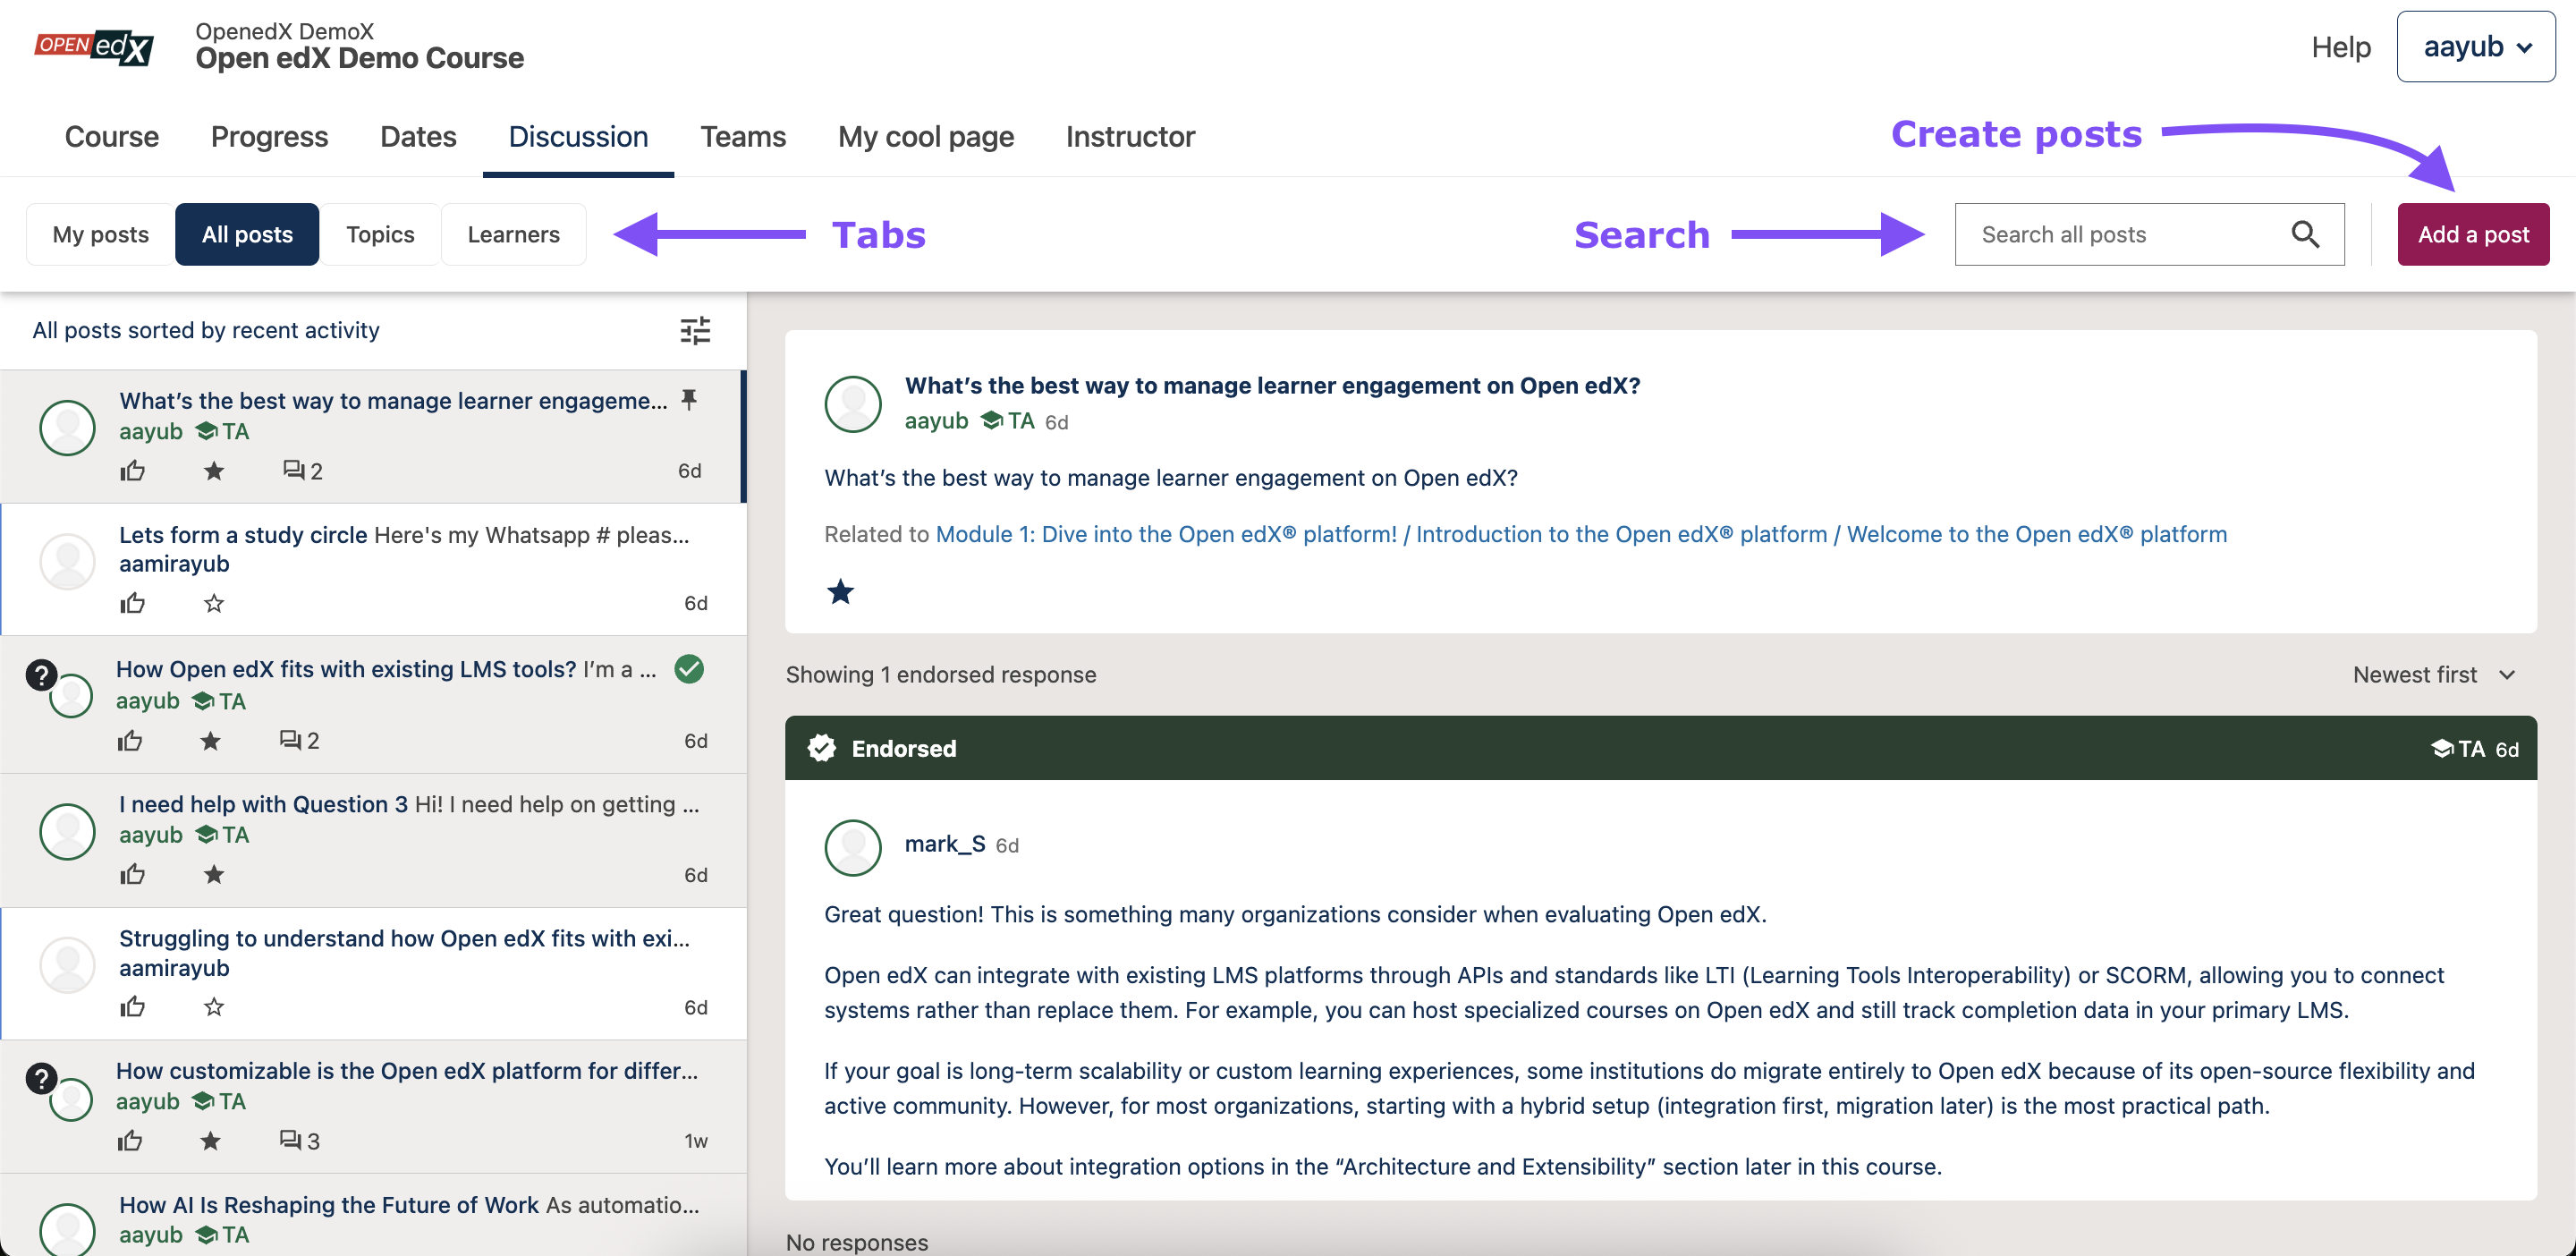 OPEN edX
OpenedX DemoX
Open edX Demo Course
Help
aayub
Course
Progress
Dates
Discussion
Teams
My cool page
Instructor
Create posts
My posts
All posts
Topics
Learners
Tabs
Search
Search all posts
Add a post
All posts sorted by recent activity
What’s the best way to manage learner engageme...
aayub TA
2
6d
Lets form a study circle Here's my Whatsapp # pleas...
aamirayub
6d
? How Open edX fits with existing LMS tools? I’m a ...
aayub TA
2
6d
I need help with Question 3 Hi! I need help on getting ...
aayub TA
6d
Struggling to understand how Open edX fits with exi...
aamirayub
6d
? How customizable is the Open edX platform for differ...
aayub TA
3
1w
How AI Is Reshaping the Future of Work As automatio...
aayub TA
What’s the best way to manage learner engagement on Open edX?
aayub TA 6d
What’s the best way to manage learner engagement on Open edX?
Related to Module 1: Dive into the Open edX® platform! / Introduction to the Open edX® platform / Welcome to the Open edX® platform
Showing 1 endorsed response
Newest first
Endorsed
TA 6d
mark_S 6d
Great question! This is something many organizations consider when evaluating Open edX.
Open edX can integrate with existing LMS platforms through APIs and standards like LTI (Learning Tools Interoperability) or SCORM, allowing you to connect
systems rather than replace them. For example, you can host specialized courses on Open edX and still track completion data in your primary LMS.
If your goal is long-term scalability or custom learning experiences, some institutions do migrate entirely to Open edX because of its open-source flexibility and
active community. However, for most organizations, starting with a hybrid setup (integration first, migration later) is the most practical path.
You’ll learn more about integration options in the “Architecture and Extensibility” section later in this course.
No responses